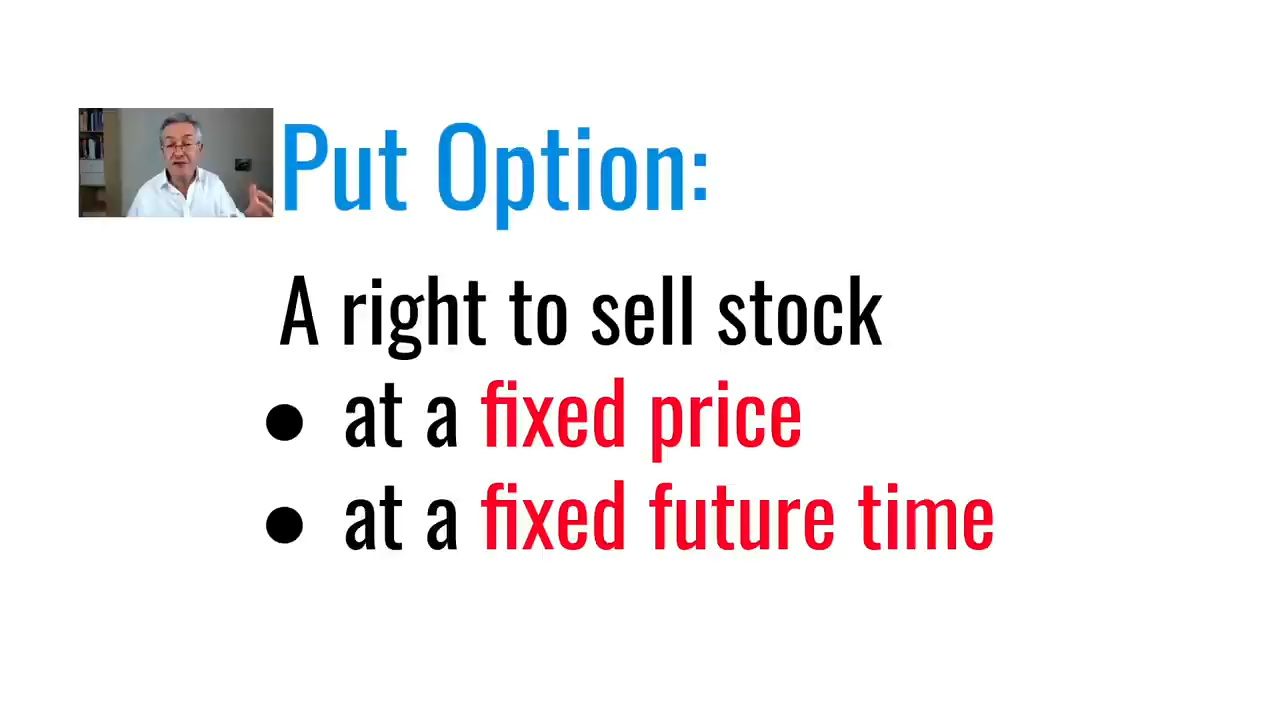 Put Option:
A right to sell stock
● at a fixed price
● at a fixed future time